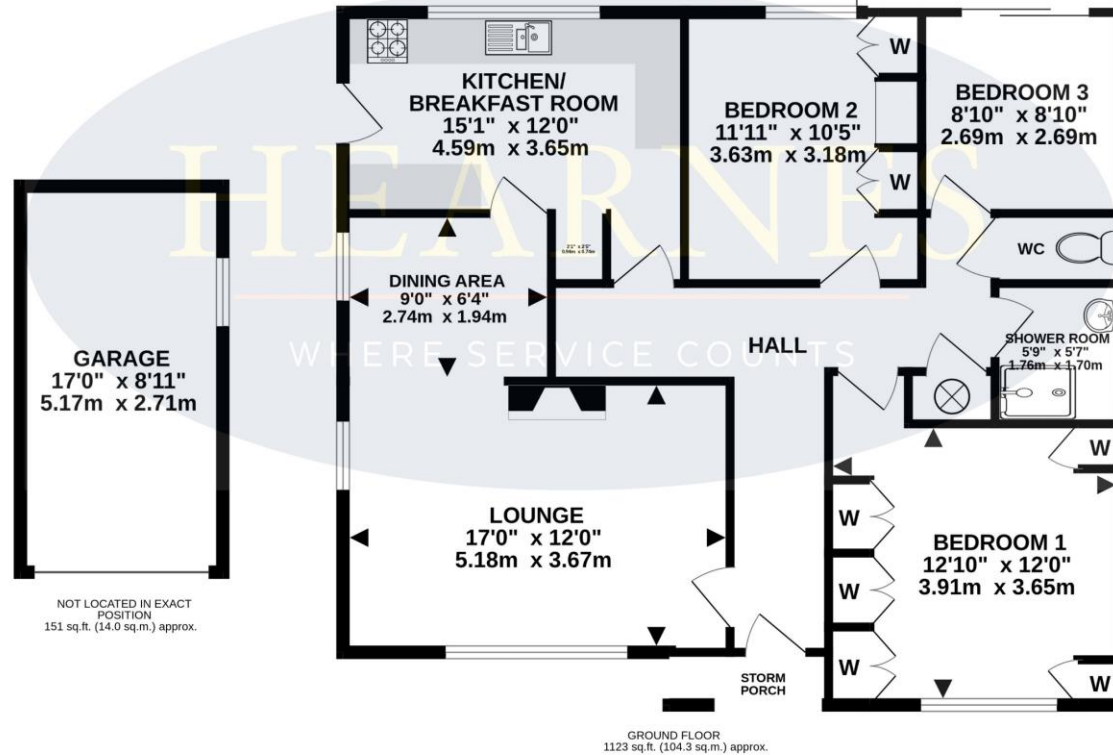 KITCHEN/
BREAKFAST ROOM
15'1" x 12'0"
4.59m x 3.65m
BEDROOM 2
11'11" x 10'5"
3.63m x 3.18m
W
W
BEDROOM 3
8'10" x 8'10"
2.69m x 2.69m
HEARNES
WHERE SERVICE COUNTS
WC
DINING AREA
9'0" x 6'4"
2.74m x 1.94m
HALL
SHOWER ROOM
5'9" x 5'7"
1.76m x 1.70m
GARAGE
17'0" x 8'11"
5.17m x 2.71m
NOT LOCATED IN EXACT
POSITION
151 sq.ft. (14.0 sq.m.) approx.
LOUNGE
17'0" x 12'0"
5.18m x 3.67m
W
W
W
W
W
BEDROOM 1
12'10" x 12'0"
3.91m x 3.65m
STORM
PORCH
GROUND FLOOR
1123 sq.ft. (104.3 sq.m.) approx.